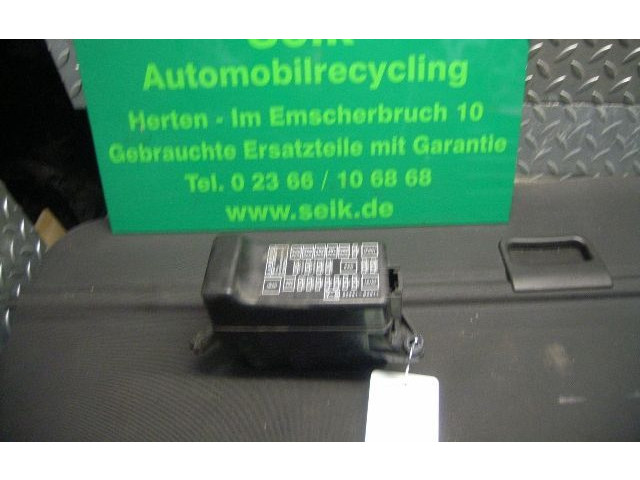 Seik
Automobilrecycling
Herten - Im Emscherbruch 10
Gebrauchte Ersatzteile mit Garantie
Tel. 0 23 66 / 10 68 68
www.seik.de